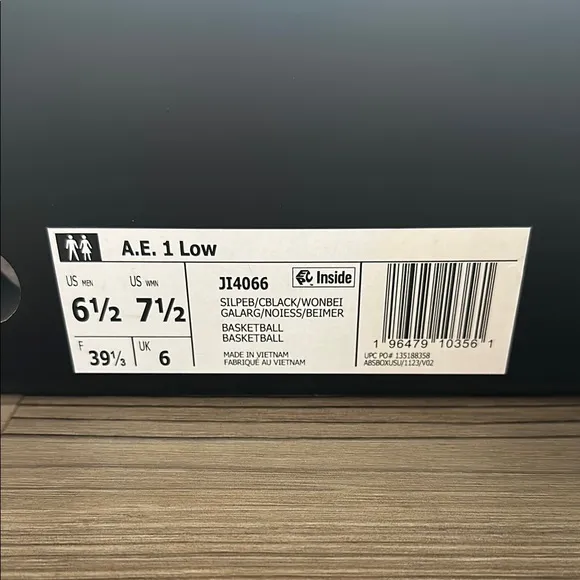 A.E. 1 Low
US MEN US WMN
6½ 7½
F 39⅓ UK 6
JI4066 Inside
SILPEB/CBLACK/WONBEI
GALARG/NOIESS/BEIMER
BASKETBALL
BASKETBALL
MADE IN VIETNAM
FABRIQUÉ AU VIETNAM
1 96479 10356 1
UPC PO# 135188358
ABSBOXUSU/1123/V02